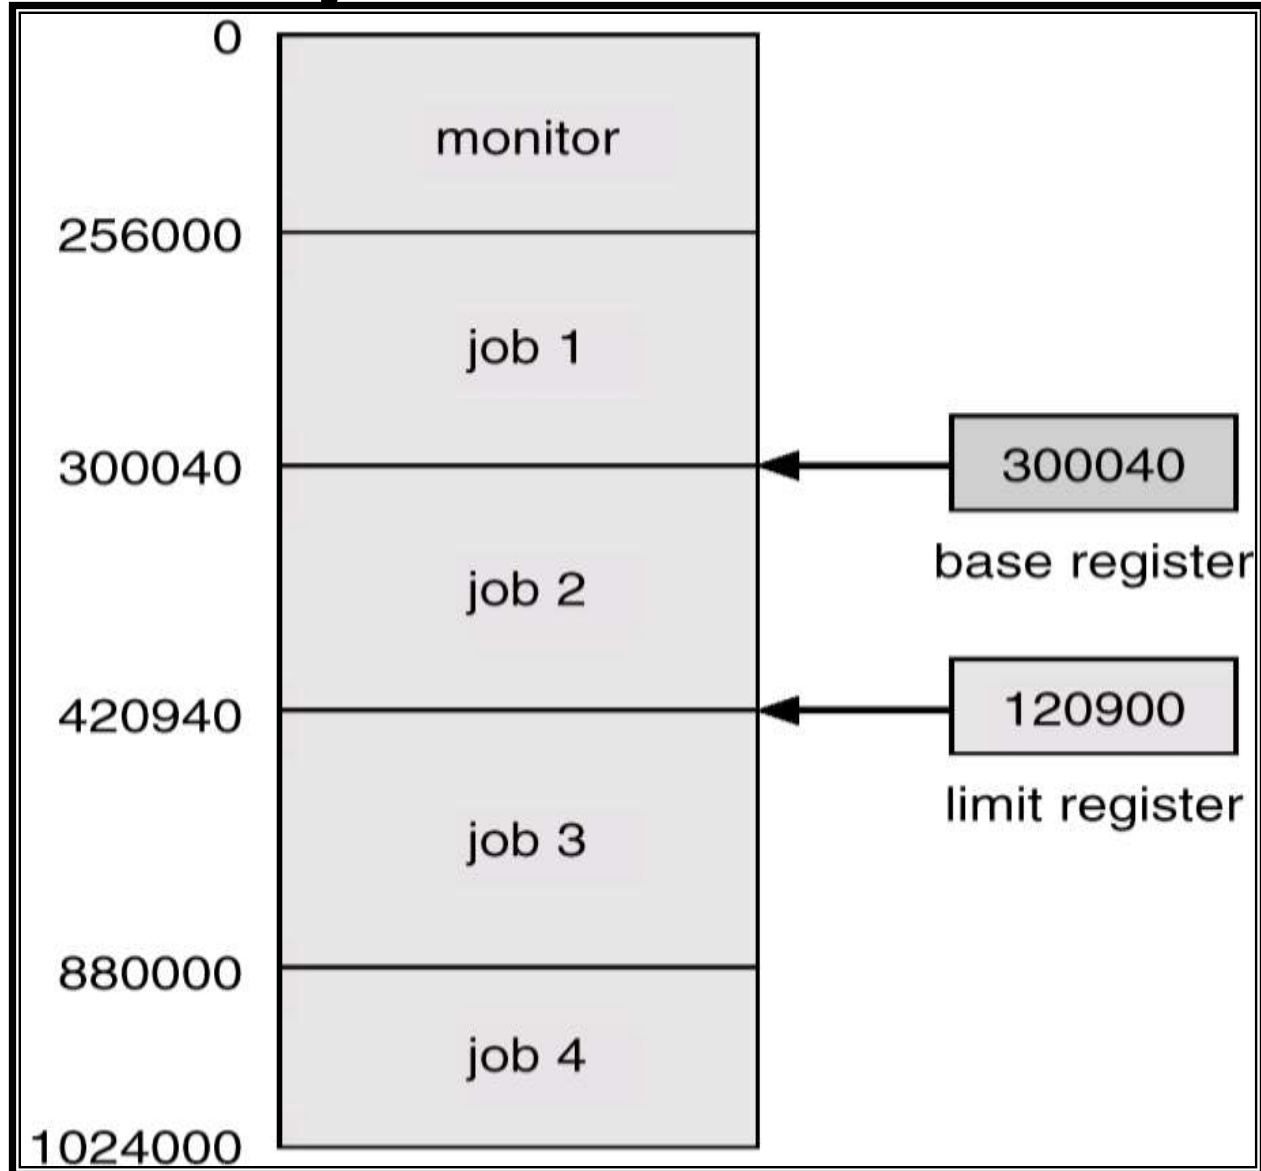 0
monitor
256000
job 1
300040
300040
base register
job 2
420940
120900
limit register
job 3
880000
job 4
1024000